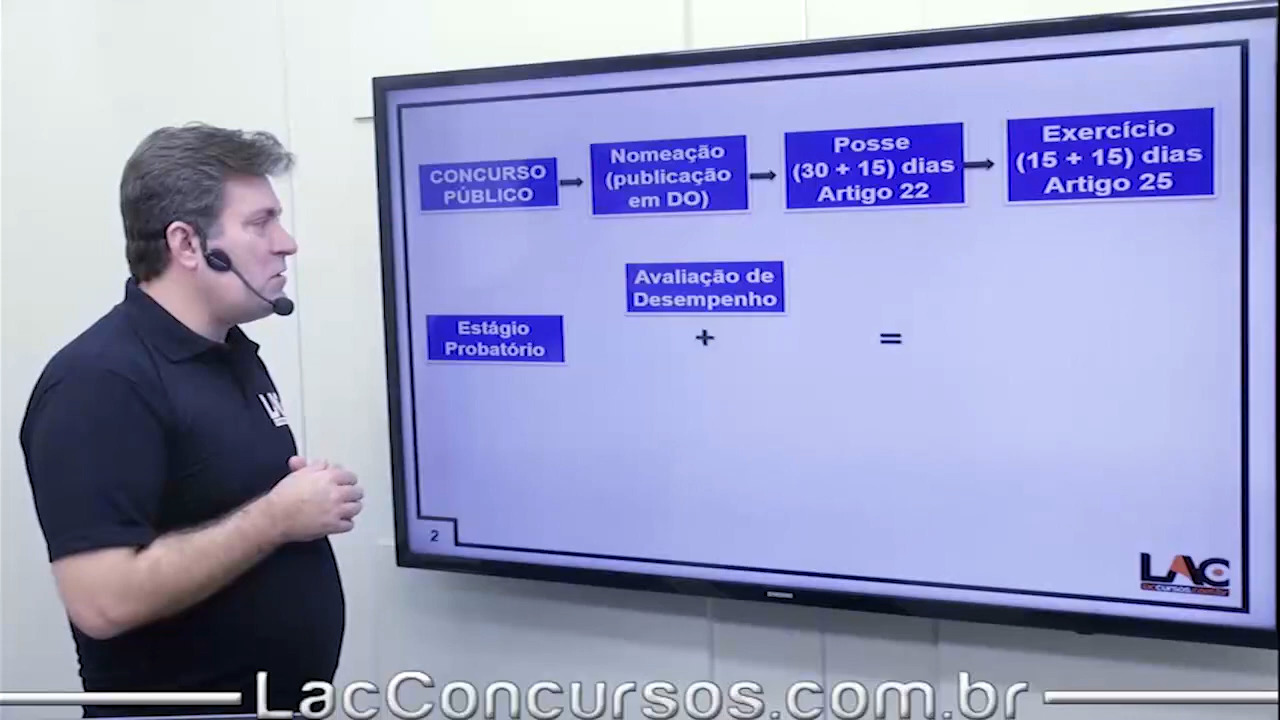 CONCURSO
PÚBLICO
Nomeação
(publicação
em DO)
Posse
(30 + 15) dias
Artigo 22
Exercício
(15 + 15) dias
Artigo 25
Avaliação de
Desempenho
Estágio
Probatório
+
=
2
LAC
LacConcursos.com.br